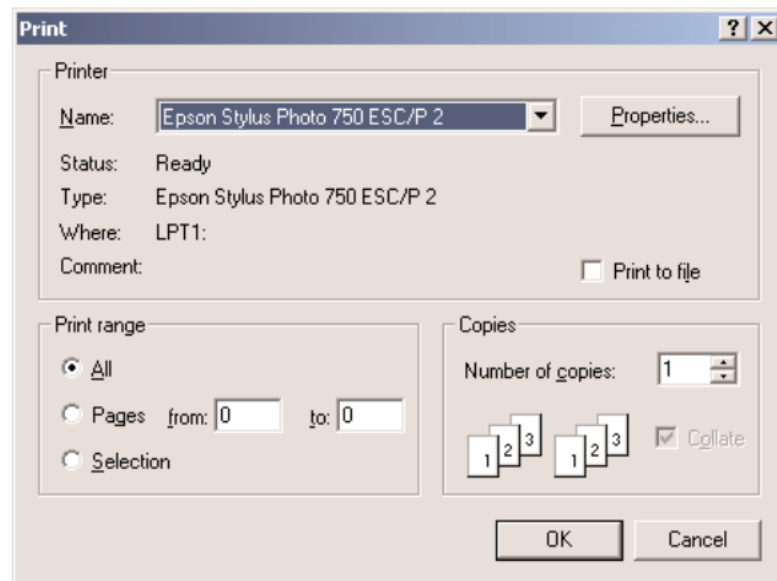 Print
Printer
Name: Epson Stylus Photo 750 ESC/P 2 Properties...
Status: Ready
Type: Epson Stylus Photo 750 ESC/P 2
Where: LPT1:
Comment: Print to file
Print range
All
Pages from: 0 to: 0
Selection
Copies
Number of copies: 1
1 2 3 1 2 3 Collate
OK Cancel